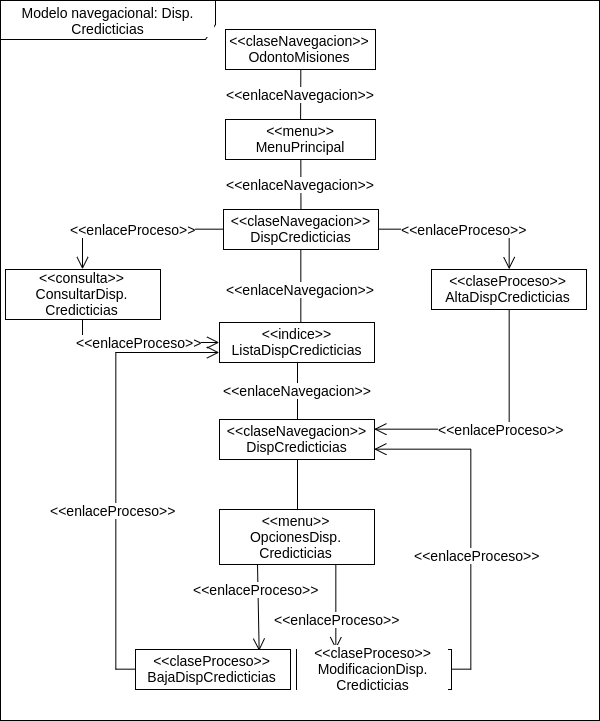 Modelo navegacional: Disp.
Credicticias
<<claseNavegacion>>
OdontoMisiones
<<enlaceNavegacion>>
<<menu>>
MenuPrincipal
<<enlaceNavegacion>>
<<claseNavegacion>>
DispCredicticias
<<enlaceProceso>>
<<enlaceProceso>>
<<consulta>>
ConsultarDisp.
Credicticias
<<enlaceNavegacion>>
<<claseProceso>>
AltaDispCredicticias
<<enlaceProceso>>
<<indice>>
ListaDispCredicticias
<<enlaceNavegacion>>
<<claseNavegacion>>
DispCredicticias
<<enlaceProceso>>
<<enlaceProceso>>
<<menu>>
OpcionesDisp.
Credicticias
<<enlaceProceso>>
<<enlaceProceso>>
<<enlaceProceso>>
<<claseProceso>>
BajaDispCredicticias
<<claseProceso>>
ModificacionDisp.
Credicticias